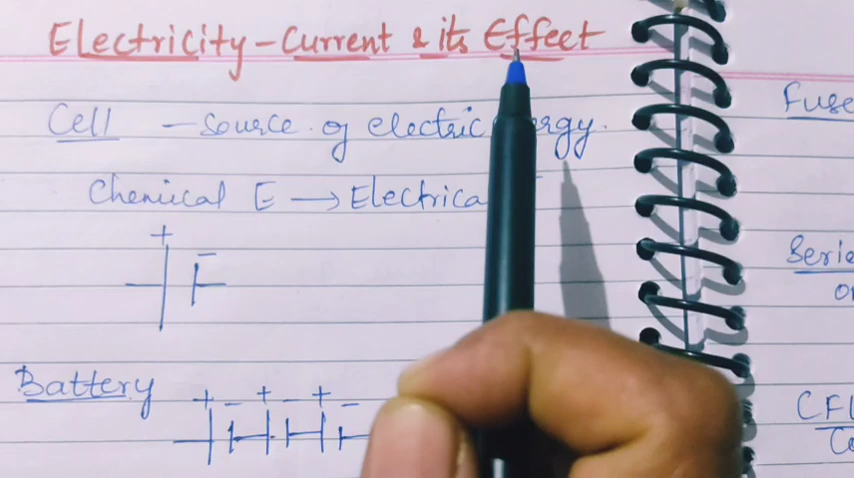 Electricity - Current & its Effect
Cell - Source of electric
Chemical E → Electrica
+ -
Battery
+ - + - + -
Fuse
Serie
CFL